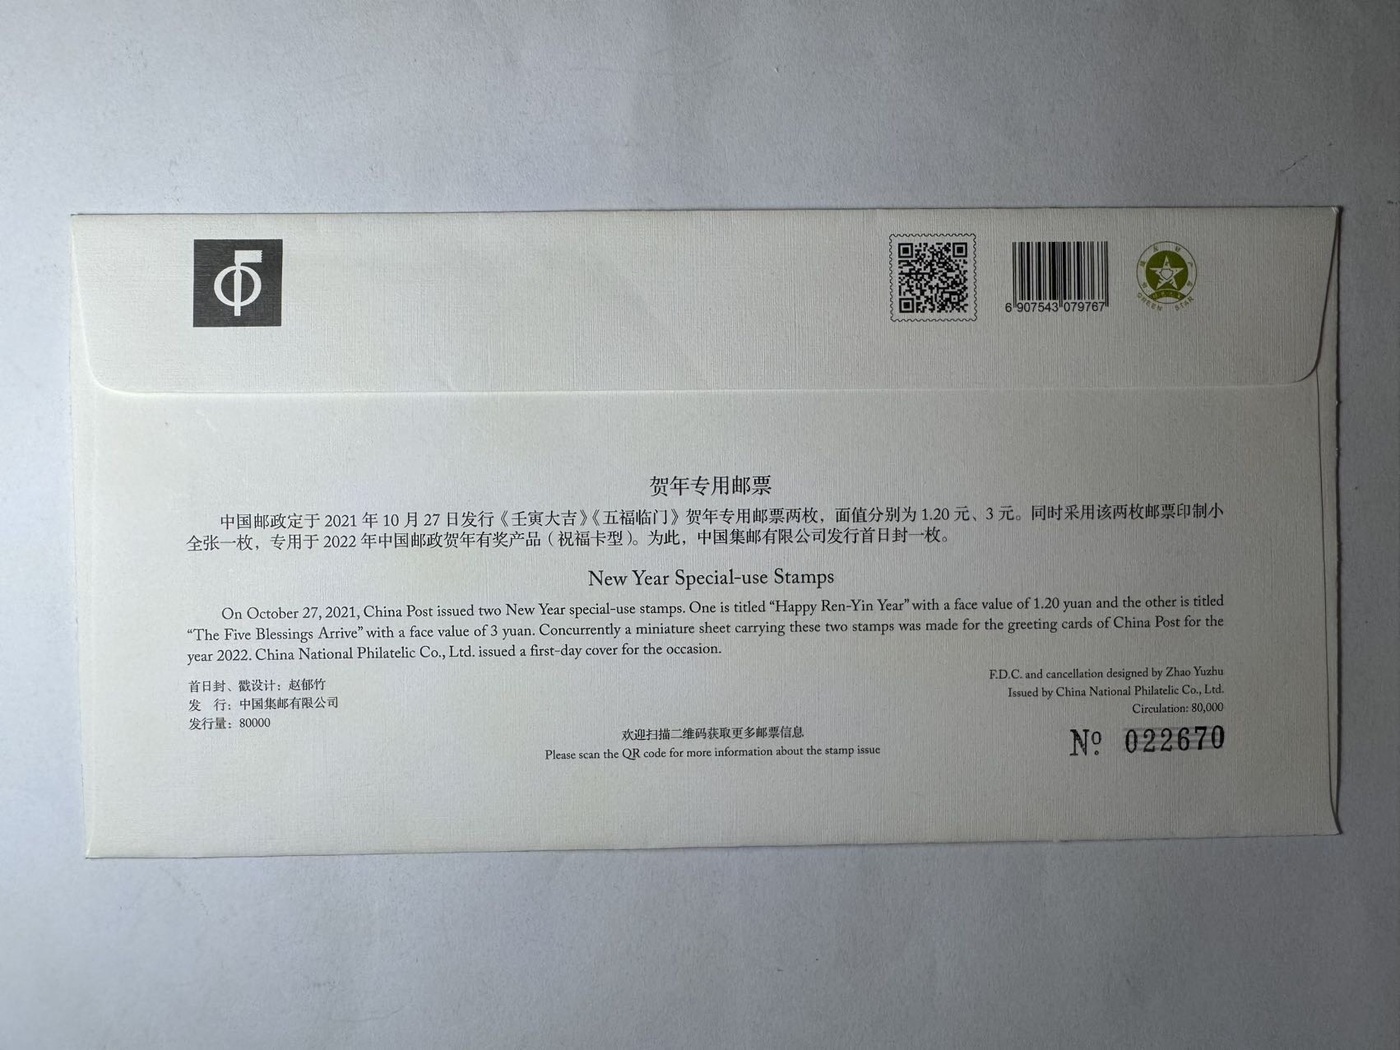 6 907543 079767
GREEN STAR
贺年专用邮票
中国邮政定于 2021 年 10 月 27 日发行《壬寅大吉》《五福临门》贺年专用邮票两枚，面值分别为 1.20 元、3 元。同时采用该两枚邮票印制小
全张一枚，专用于 2022 年中国邮政贺年有奖产品（祝福卡型）。为此，中国集邮有限公司发行首日封一枚。
New Year Special-use Stamps
On October 27, 2021, China Post issued two New Year special-use stamps. One is titled “Happy Ren-Yin Year” with a face value of 1.20 yuan and the other is titled
“The Five Blessings Arrive” with a face value of 3 yuan. Concurrently a miniature sheet carrying these two stamps was made for the greeting cards of China Post for the
year 2022. China National Philatelic Co., Ltd. issued a first-day cover for the occasion.
首日封、戳设计：赵郁竹
发　行：中国集邮有限公司
发行量：80000
F.D.C. and cancellation designed by Zhao Yuzhu
Issued by China National Philatelic Co., Ltd.
Circulation: 80,000
欢迎扫描二维码获取更多邮票信息
Please scan the QR code for more information about the stamp issue
№ 022670